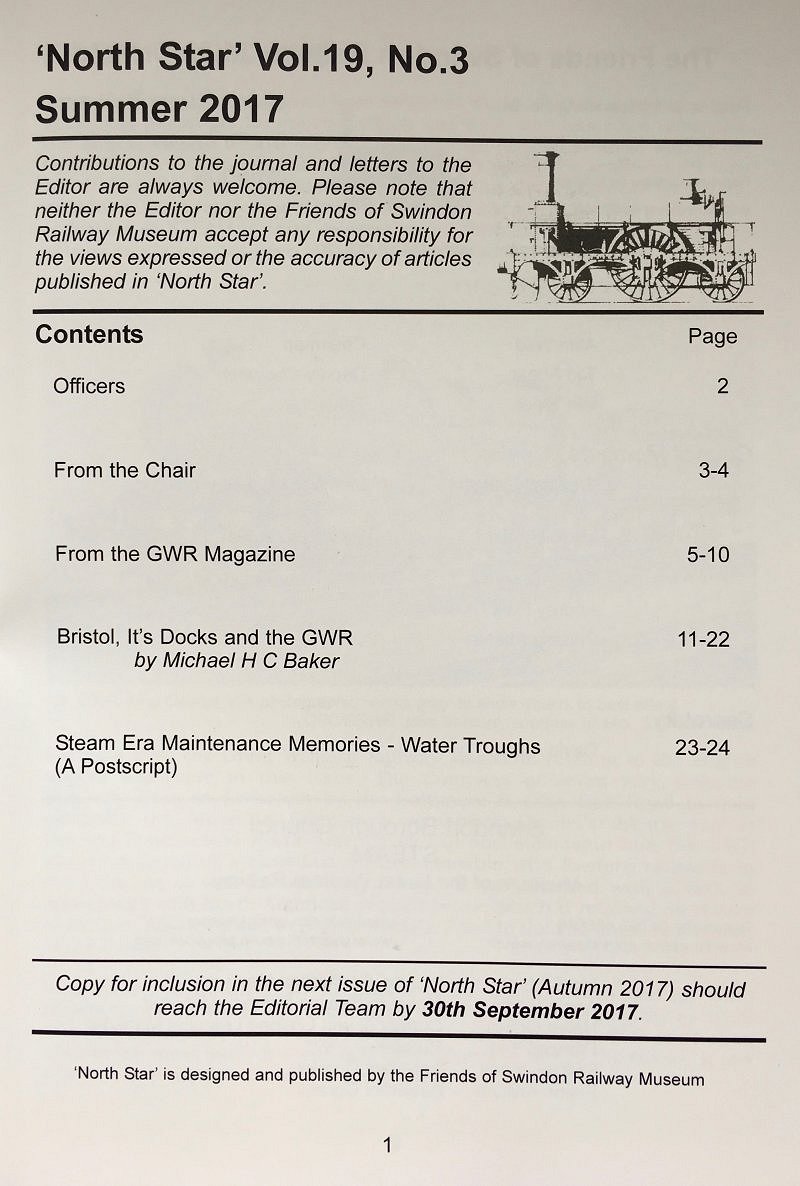 ‘North Star’ Vol.19, No.3
Summer 2017
Contributions to the journal and letters to the
Editor are always welcome. Please note that
neither the Editor nor the Friends of Swindon
Railway Museum accept any responsibility for
the views expressed or the accuracy of articles
published in ‘North Star’.
Contents Page
Officers 2
From the Chair 3-4
From the GWR Magazine 5-10
Bristol, It’s Docks and the GWR 11-22
by Michael H C Baker
Steam Era Maintenance Memories - Water Troughs 23-24
(A Postscript)
Copy for inclusion in the next issue of ‘North Star’ (Autumn 2017) should
reach the Editorial Team by 30th September 2017.
‘North Star’ is designed and published by the Friends of Swindon Railway Museum
1